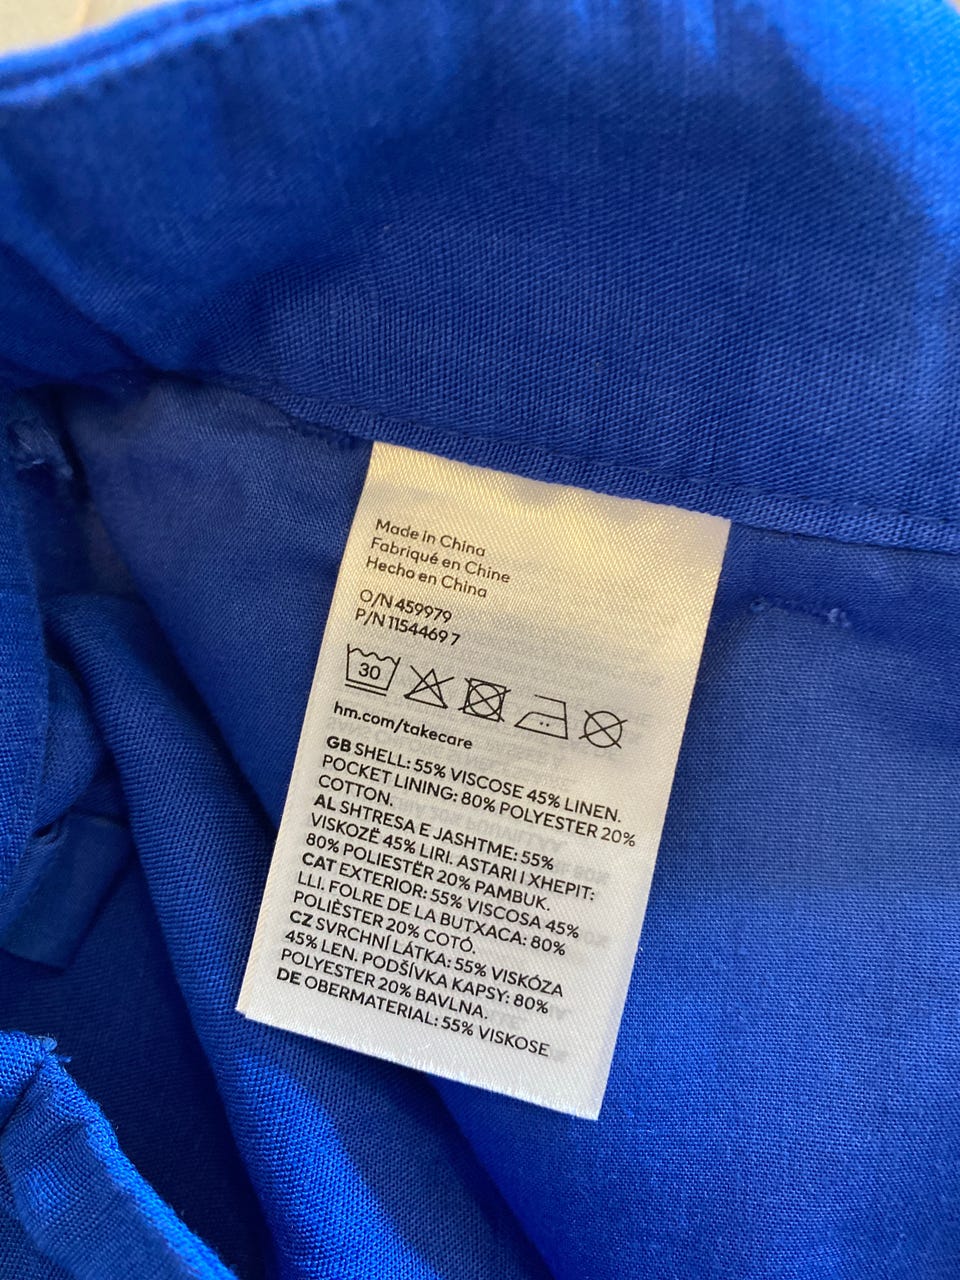 Made in China
Fabriqué en Chine
Hecho en China
O/N 459979
P/N 11544697
30
hm.com/takecare
GB SHELL: 55% VISCOSE 45% LINEN.
POCKET LINING: 80% POLYESTER 20%
COTTON.
AL SHTRESA E JASHTME: 55%
VISKOZË 45% LIRI. ASTARI I XHEPIT:
80% POLIESTËR 20% PAMBUK.
CAT EXTERIOR: 55% VISCOSA 45%
LLI. FOLRE DE LA BUTXACA: 80%
POLIÈSTER 20% COTÓ.
CZ SVRCHNÍ LÁTKA: 55% VISKÓZA
45% LEN. PODŠÍVKA KAPSY: 80%
POLYESTER 20% BAVLNA.
DE OBERMATERIAL: 55% VISKOSE